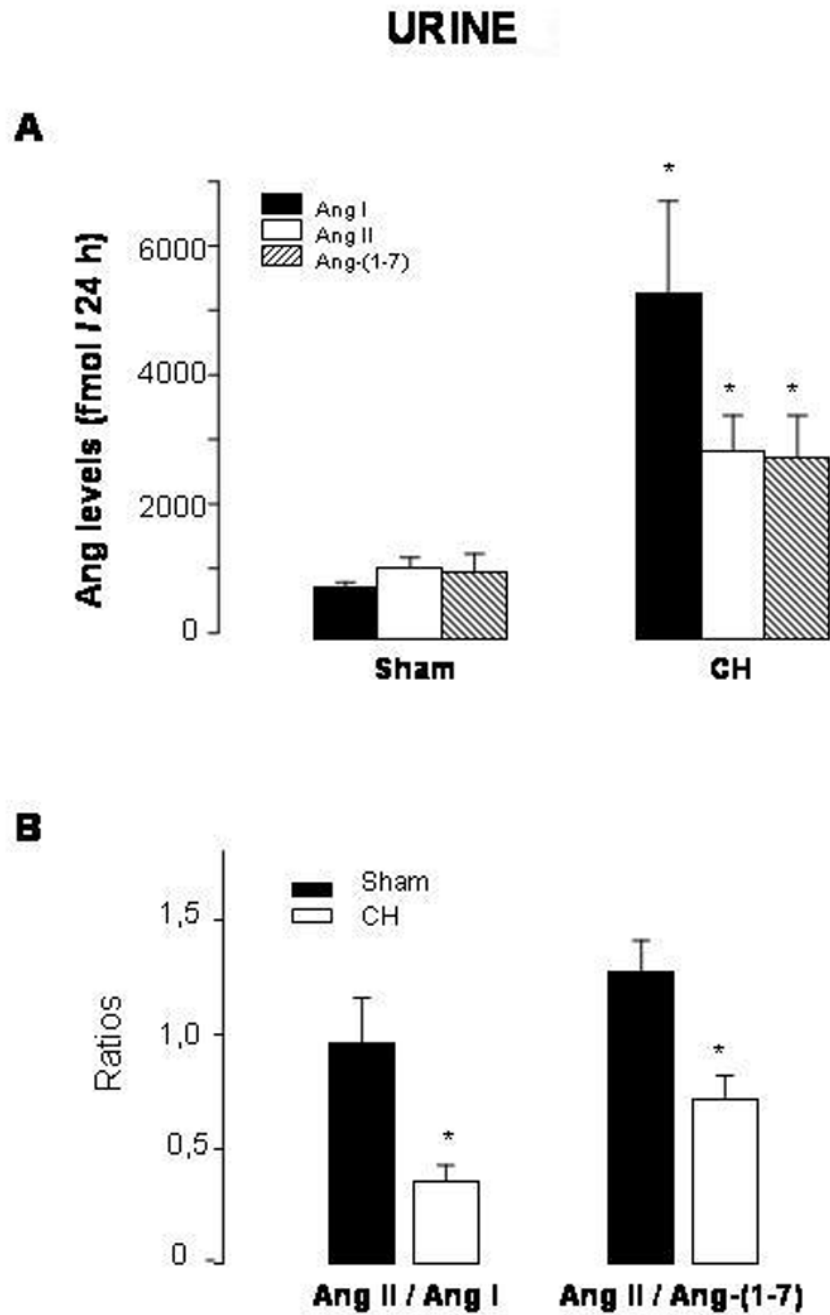 URINE
A
*
Ang I
Ang II
Ang-(1-7)
Ang levels (fmol / 24 h)
6000
4000
* *
2000
0
Sham CH
B
Sham
CH
Ratios
1,5
1,0
*
*
0,5
0
Ang II / Ang I Ang II / Ang-(1-7)